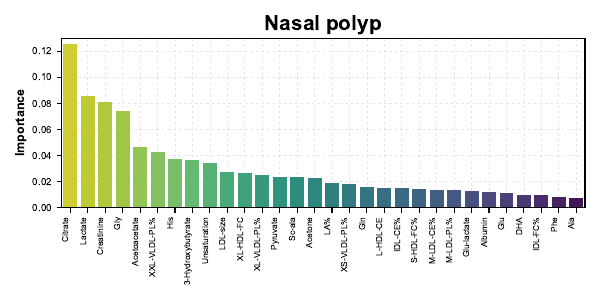 Nasal polyp
Importance
0.12
0.10
0.08
0.06
0.04
0.02
0.00
Citrate
Lactate
Creatinine
Gly
Acetoacetate
XXL-VLDL-PL%
His
3-Hydroxybutyrate
Unsaturation
LDL-size
XL-HDL-FC
XL-VLDL-PL%
Pyruvate
Sc-ala
Acetone
LA%
XS-VLDL-PL%
Gln
L-HDL-CE
IDL-CE%
S-HDL-FC%
M-LDL-CE%
M-LDL-PL%
Glu-lactate
Albumin
Glu
DHA
IDL-FC%
Phe
Ala